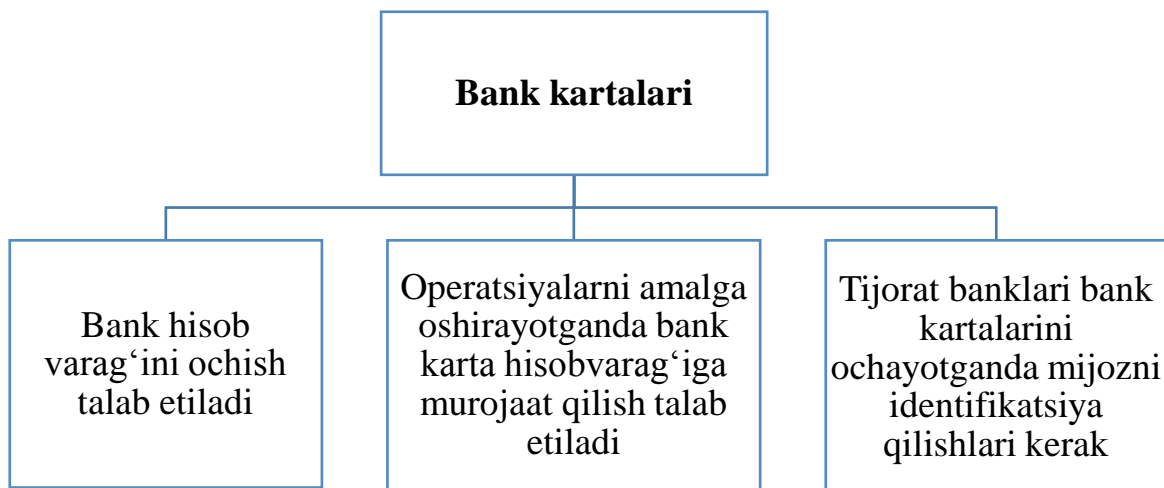 Bank kartalari
Bank hisob
varag‘ini ochish
talab etiladi
Operatsiyalarni amalga
oshirayotganda bank
karta hisobvarag‘iga
murojaat qilish talab
etiladi
Tijorat banklari bank
kartalarini
ochayotganda mijozni
identifikatsiya
qilishlari kerak